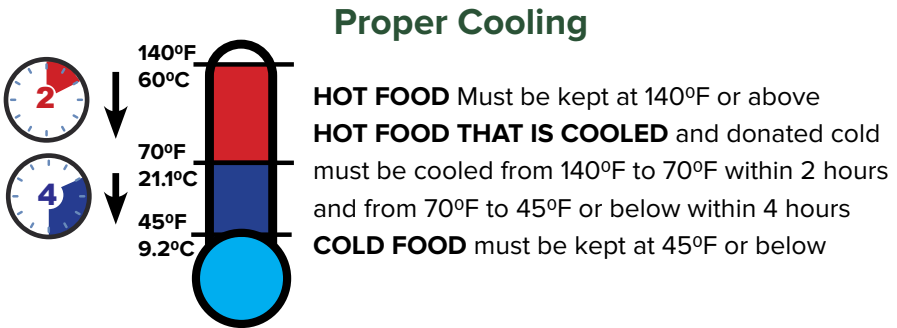 Proper Cooling
140ºF
60ºC
2
70ºF
21.1ºC
4
45ºF
9.2ºC
HOT FOOD Must be kept at 140ºF or above
HOT FOOD THAT IS COOLED and donated cold
must be cooled from 140ºF to 70ºF within 2 hours
and from 70ºF to 45ºF or below within 4 hours
COLD FOOD must be kept at 45ºF or below